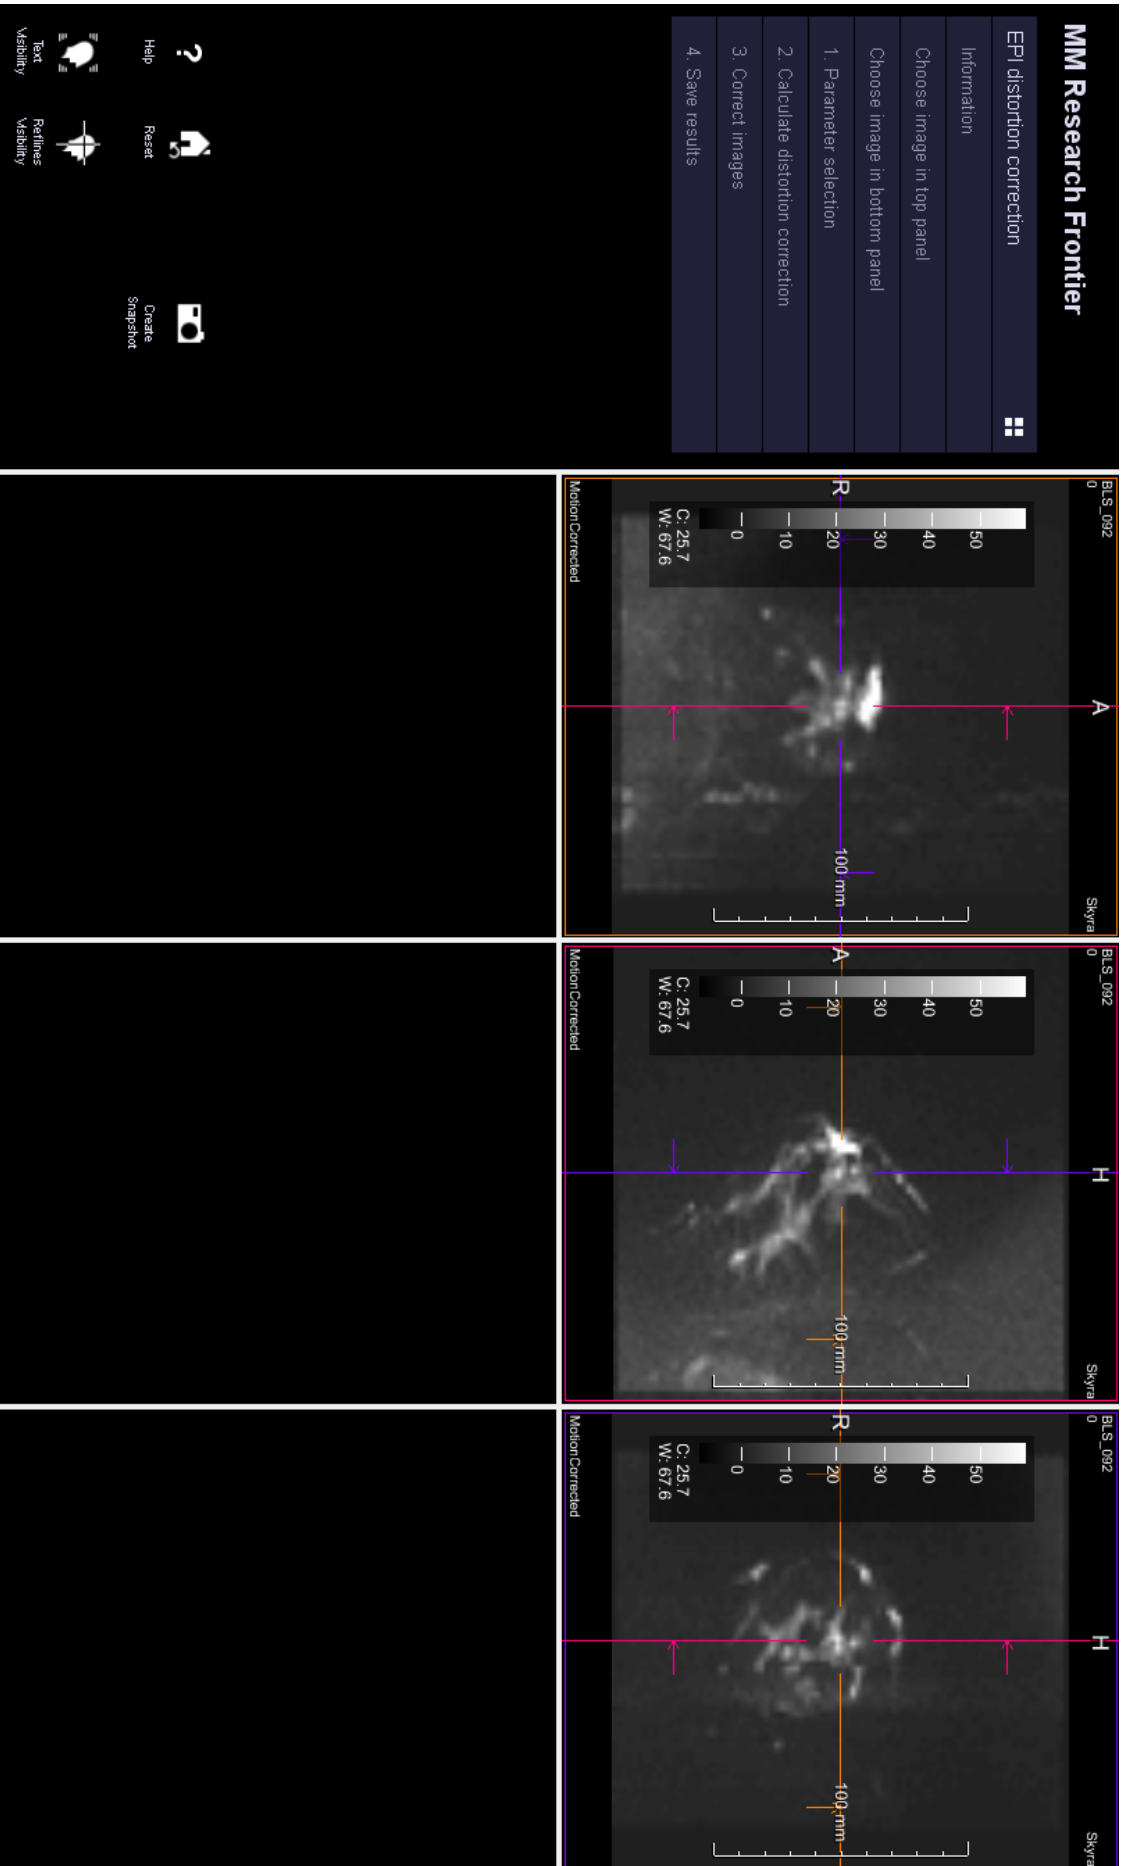 MM Research Frontier
EPI distortion correction
Information
Choose image in top panel
Choose image in bottom panel
1. Parameter selection
2. Calculate distortion correction
3. Correct images
4. Save results
Help
Reset
Create
Snapshot
Text
Visibility
Reflines
Visibility
BLS_092
0
A
Skyra
R
50
40
30
20
10
0
C: 25.7
W: 67.6
100 mm
MotionCorrected
BLS_092
0
H
Skyra
A
50
40
30
20
10
0
C: 25.7
W: 67.6
100 mm
MotionCorrected
BLS_092
0
H
Skyra
R
50
40
30
20
10
0
C: 25.7
W: 67.6
100 mm
MotionCorrected